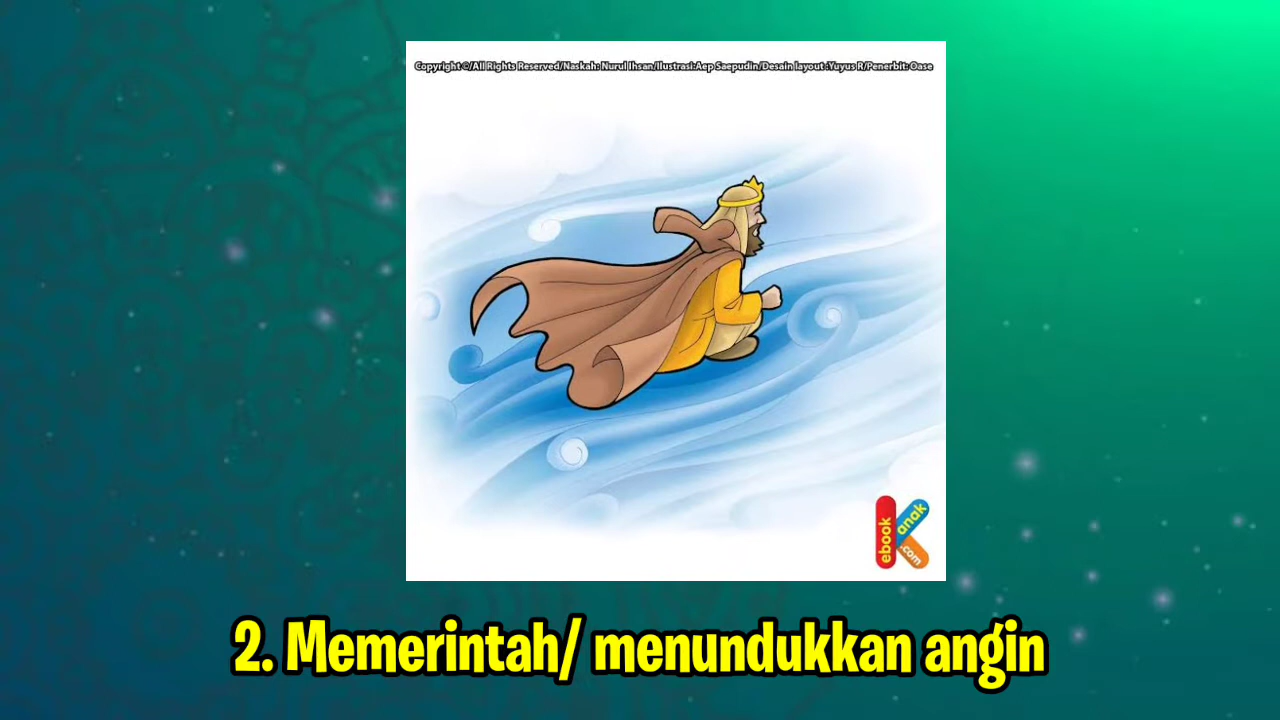 Copyright ©/All Rights Reserved/Naskah: Nurul Ihsan/Ilustrasi:Aep Saepudin/Desain layout :Yuyus R/Penerbit: Oase
ebook
anak
.com
2. Memerintah/ menundukkan angin